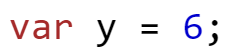 var y = 6;